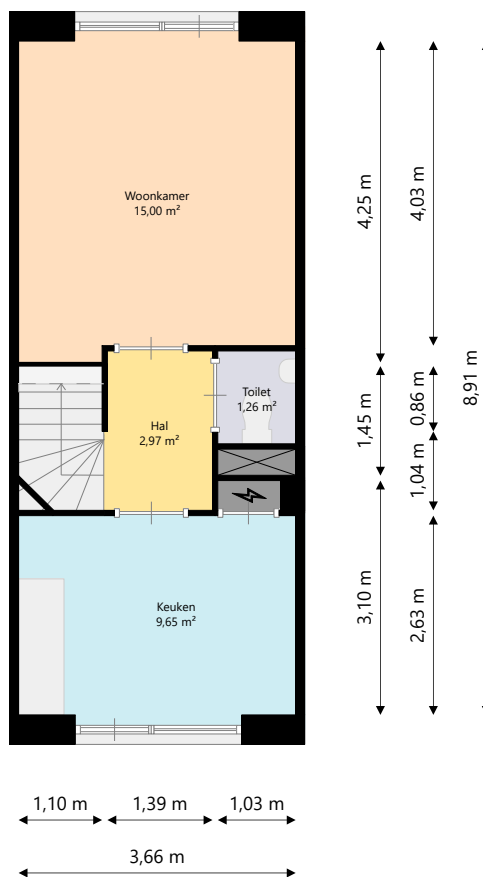 Woonkamer
15,00 m²
Toilet
1,26 m²
Hal
2,97 m²
Keuken
9,65 m²
4,25 m
4,03 m
1,45 m
0,86 m
8,91 m
1,04 m
3,10 m
2,63 m
1,10 m
1,39 m
1,03 m
3,66 m